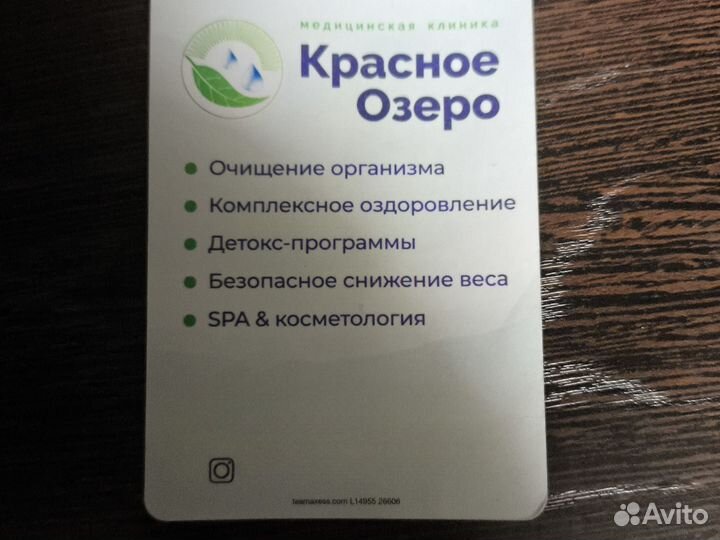 медицинская клиника
Красное
Озеро
Очищение организма
Комплексное оздоровление
Детокс-программы
Безопасное снижение веса
SPA & косметология
teamaxess.com L14955 26606
Avito